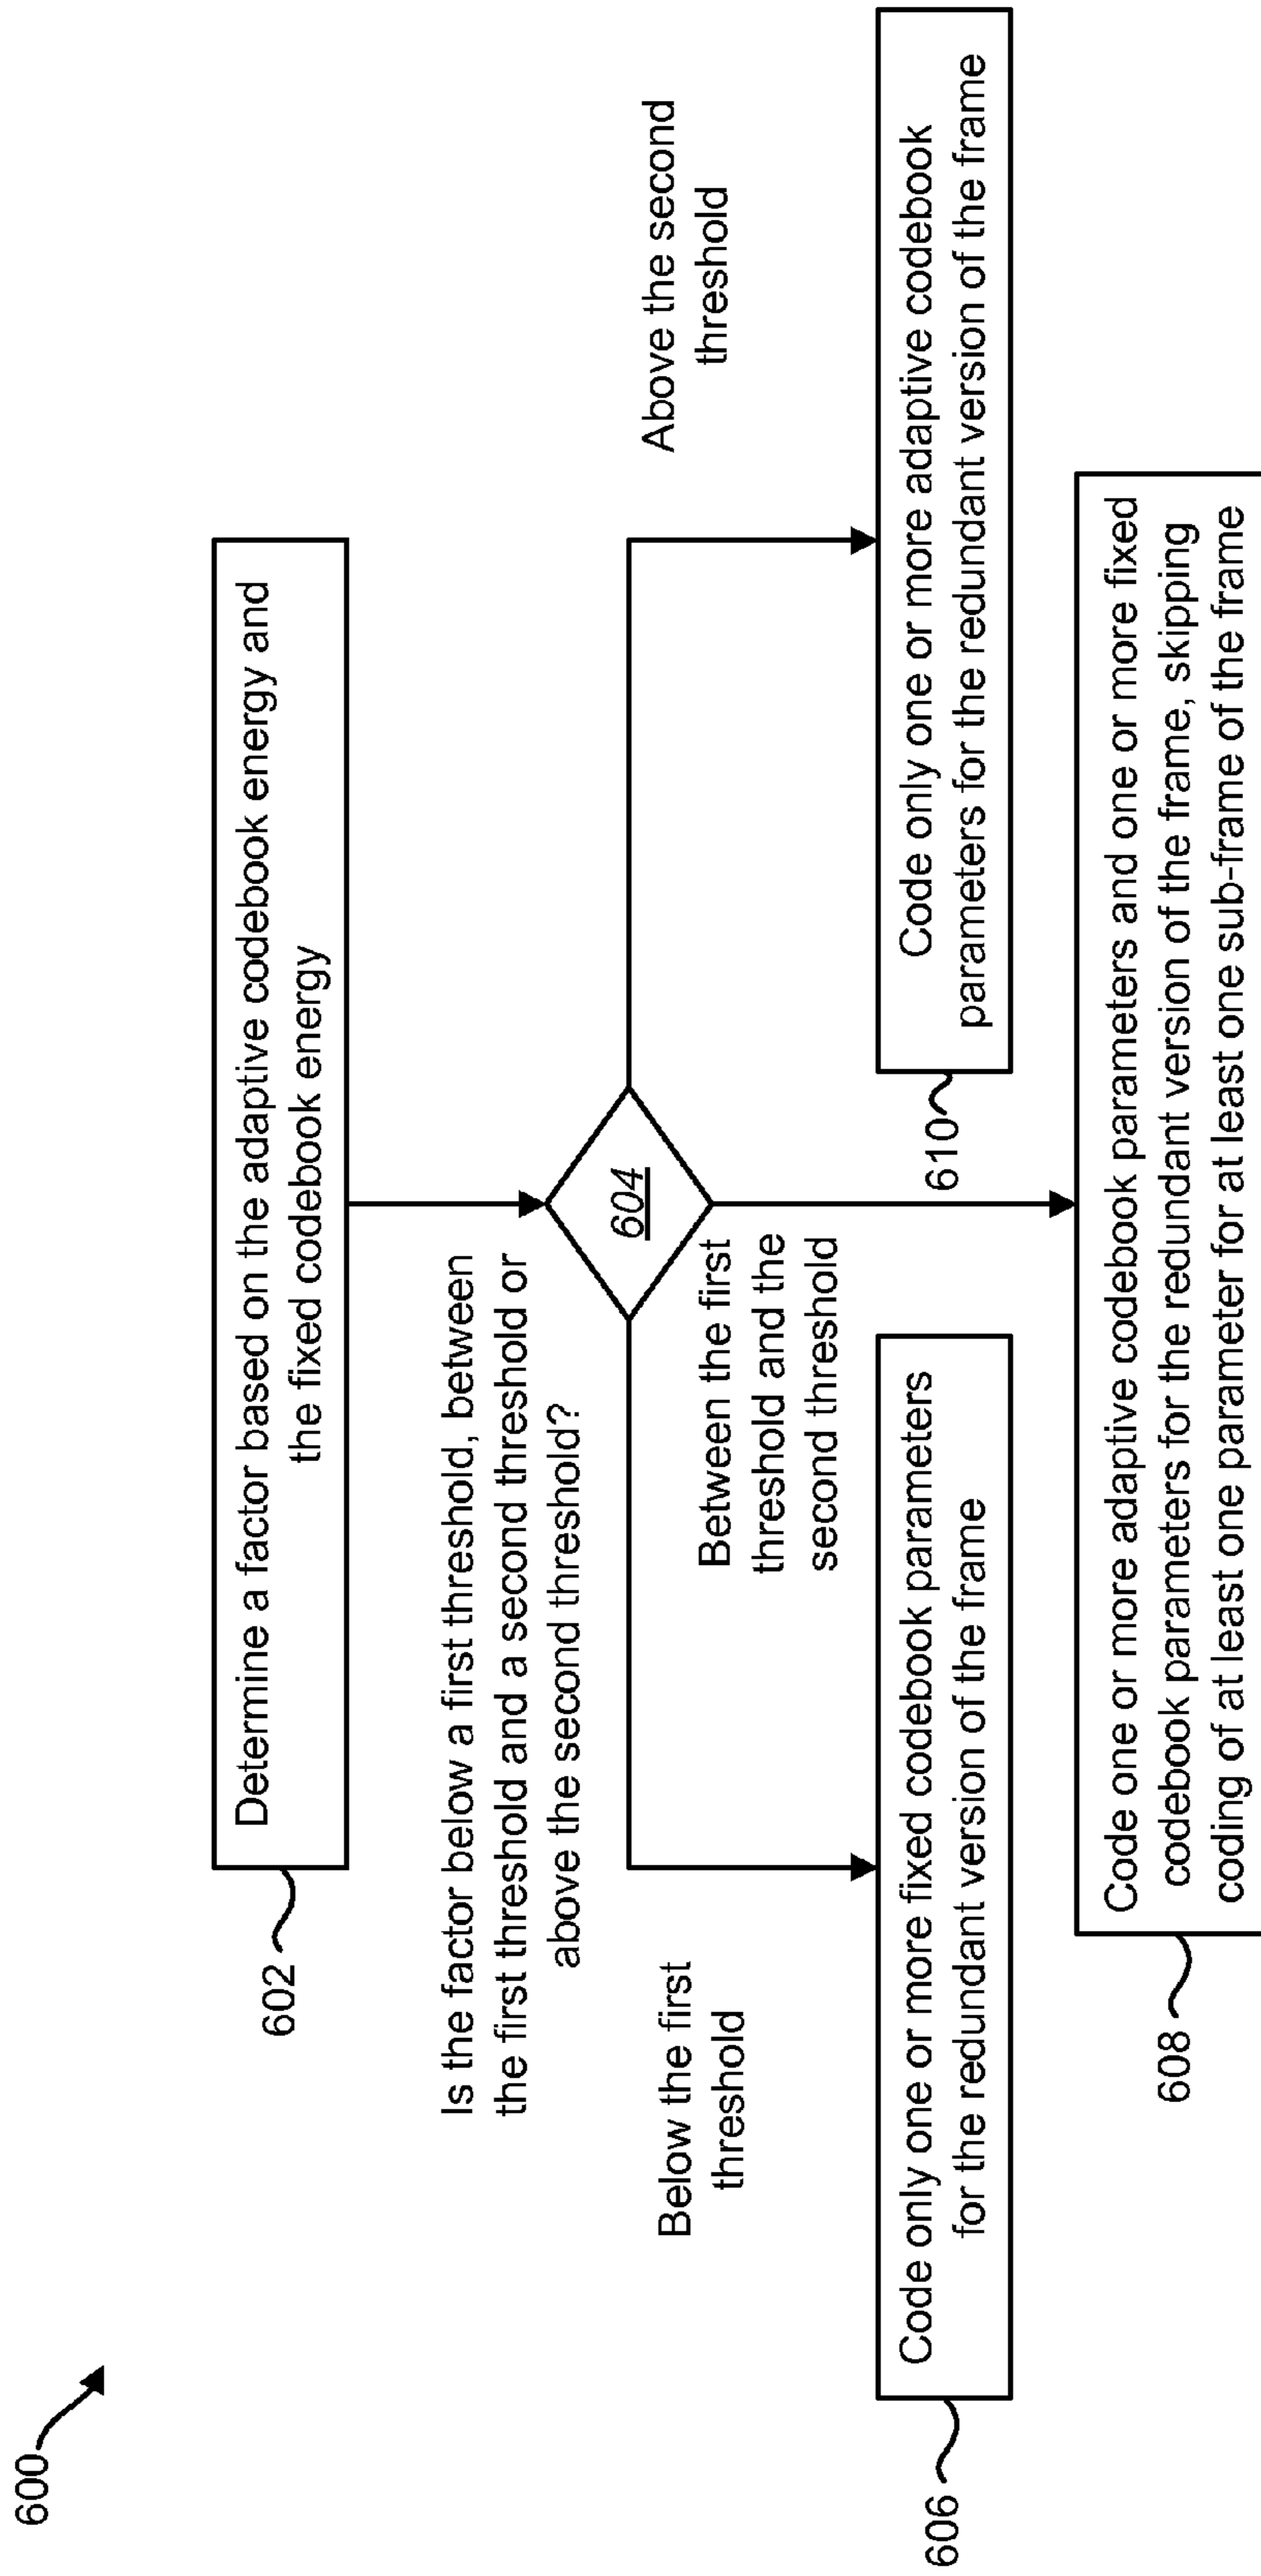 600
602
Determine a factor based on the adaptive codebook energy and
the fixed codebook energy
Is the factor below a first threshold, between
the first threshold and a second threshold or
above the second threshold?
604
Below the first
threshold
Between the first
threshold and the
second threshold
Above the second
threshold
606
Code only one or more fixed codebook parameters
for the redundant version of the frame
610
Code only one or more adaptive codebook
parameters for the redundant version of the frame
608
Code one or more adaptive codebook parameters and one or more fixed
codebook parameters for the redundant version of the frame, skipping
coding of at least one parameter for at least one sub-frame of the frame